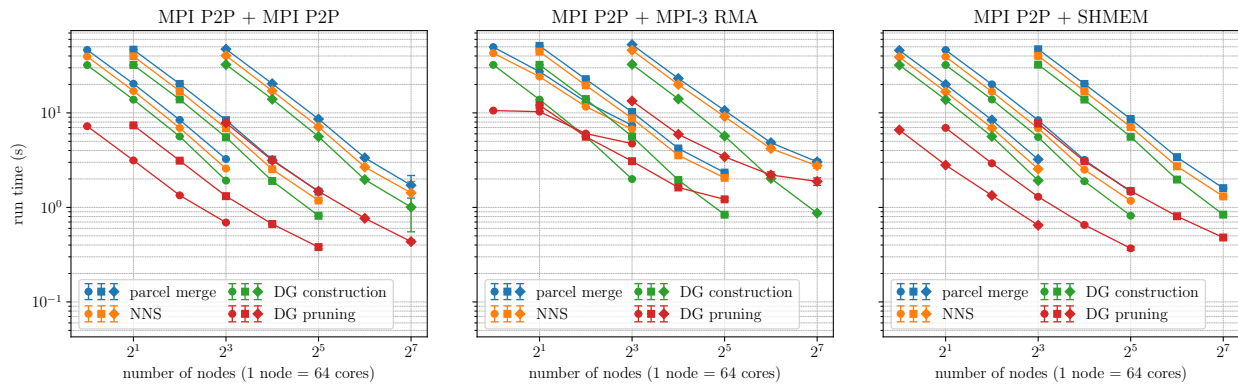 MPI P2P + MPI P2P
MPI P2P + MPI-3 RMA
MPI P2P + SHMEM
run time (s)
10^1
10^0
10^-1
parcel merge
NNS
DG construction
DG pruning
2^1
2^3
2^5
2^7
number of nodes (1 node = 64 cores)
parcel merge
NNS
DG construction
DG pruning
2^1
2^3
2^5
2^7
number of nodes (1 node = 64 cores)
parcel merge
NNS
DG construction
DG pruning
2^1
2^3
2^5
2^7
number of nodes (1 node = 64 cores)